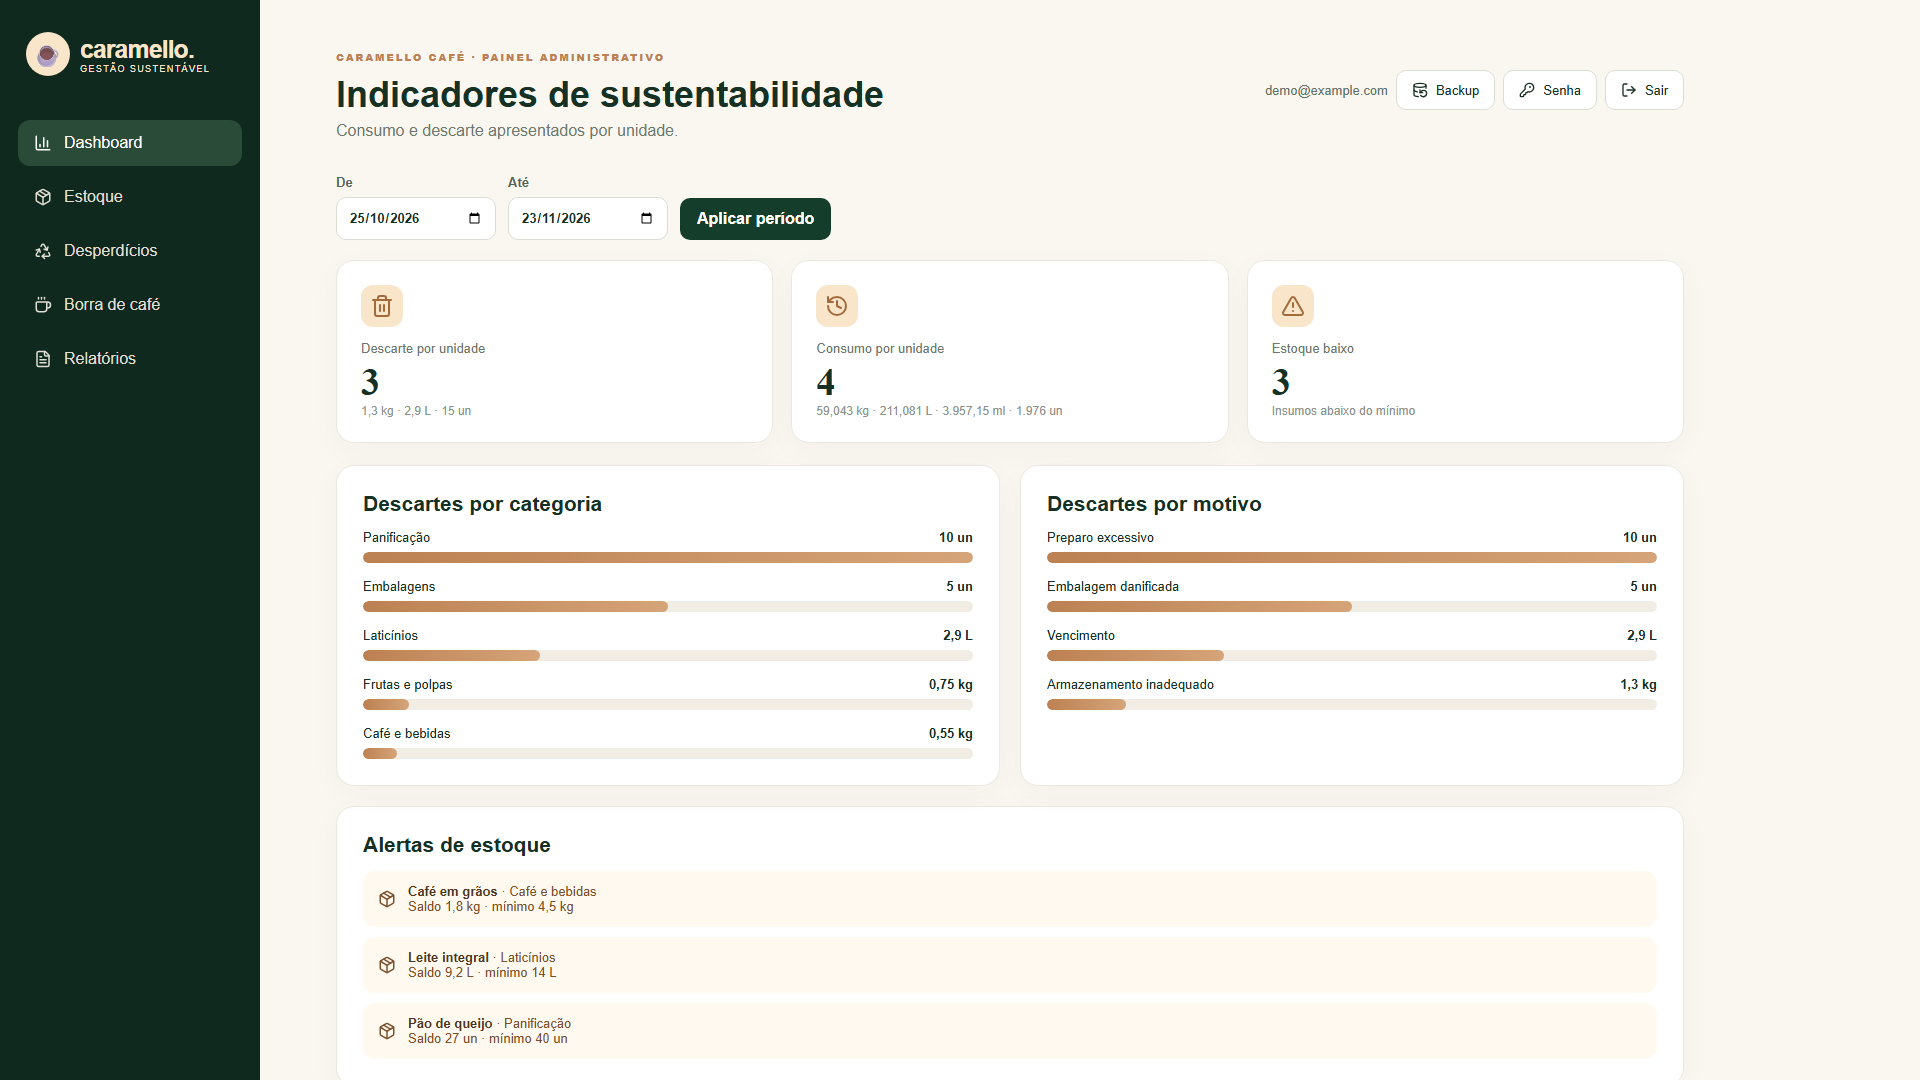 caramello.
GESTÃO SUSTENTÁVEL
Dashboard
Estoque
Desperdícios
Borra de café
Relatórios
CARAMELLO CAFÉ · PAINEL ADMINISTRATIVO
Indicadores de sustentabilidade
Consumo e descarte apresentados por unidade.
demo@example.com
Backup
Senha
Sair
De
Até
25/10/2026
23/11/2026
Aplicar período
Descarte por unidade
3
1,3 kg · 2,9 L · 15 un
Consumo por unidade
4
59,043 kg · 211,081 L · 3.957,15 ml · 1.976 un
Estoque baixo
3
Insumos abaixo do mínimo
Descartes por categoria
Panificação 10 un
Embalagens 5 un
Laticínios 2,9 L
Frutas e polpas 0,75 kg
Café e bebidas 0,55 kg
Descartes por motivo
Preparo excessivo 10 un
Embalagem danificada 5 un
Vencimento 2,9 L
Armazenamento inadequado 1,3 kg
Alertas de estoque
Café em grãos · Café e bebidas
Saldo 1,8 kg · mínimo 4,5 kg
Leite integral · Laticínios
Saldo 9,2 L · mínimo 14 L
Pão de queijo · Panificação
Saldo 27 un · mínimo 40 un